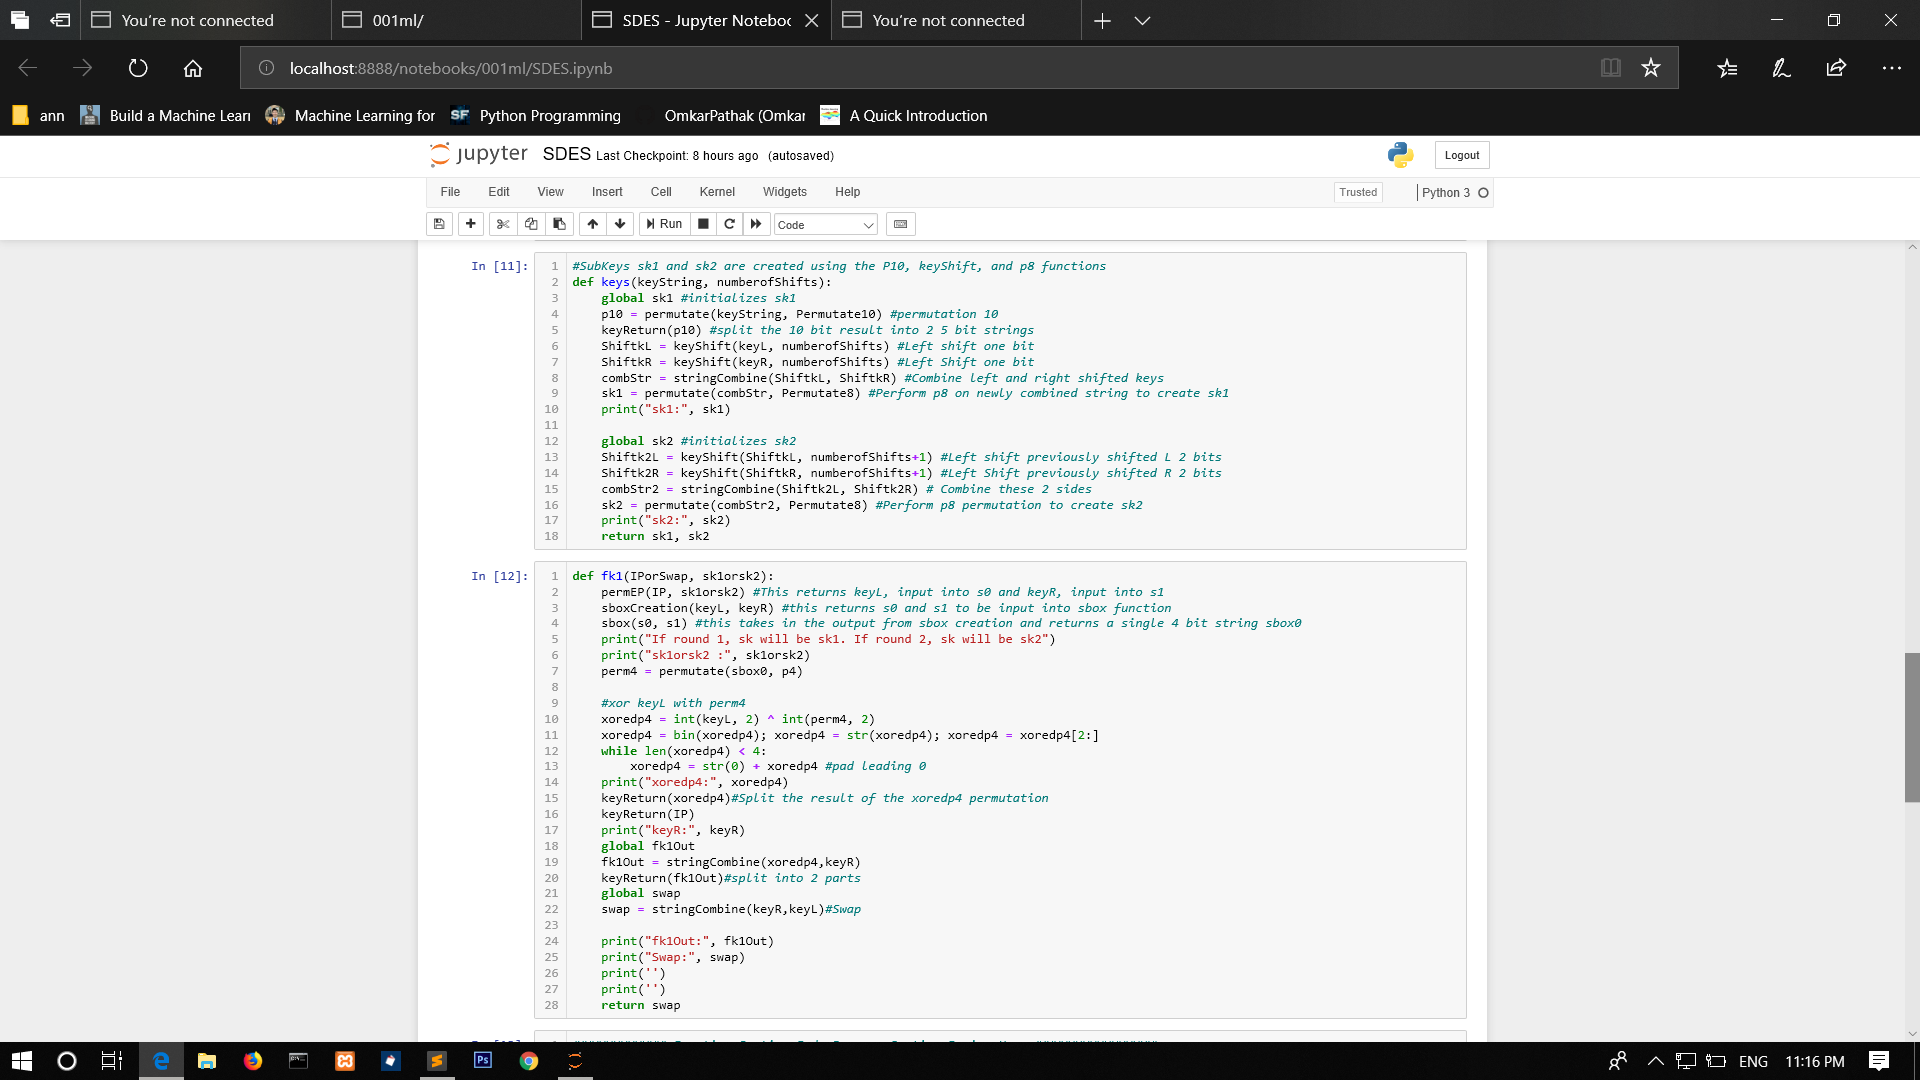 You're not connected
001ml/
SDES - Jupyter Noteboo
You're not connected
localhost:8888/notebooks/001ml/SDES.ipynb
ann
Build a Machine Learn
Machine Learning for
SF Python Programming
OmkarPathak (Omkar
A Quick Introduction
jupyter SDES Last Checkpoint: 8 hours ago (autosaved)
Logout
File Edit View Insert Cell Kernel Widgets Help
Trusted
Python 3
Run
Code
In [11]:
1 #SubKeys sk1 and sk2 are created using the P10, keyShift, and p8 functions
2 def keys(keyString, numberofShifts):
3     global sk1 #initializes sk1
4     p10 = permutate(keyString, Permutate10) #permutation 10
5     keyReturn(p10) #split the 10 bit result into 2 5 bit strings
6     ShiftkL = keyShift(keyL, numberofShifts) #Left shift one bit
7     ShiftkR = keyShift(keyR, numberofShifts) #Left Shift one bit
8     combStr = stringCombine(ShiftkL, ShiftkR) #Combine left and right shifted keys
9     sk1 = permutate(combStr, Permutate8) #Perform p8 on newly combined string to create sk1
10     print("sk1:", sk1)
11
12     global sk2 #initializes sk2
13     Shiftk2L = keyShift(ShiftkL, numberofShifts+1) #Left shift previously shifted L 2 bits
14     Shiftk2R = keyShift(ShiftkR, numberofShifts+1) #Left Shift previously shifted R 2 bits
15     combStr2 = stringCombine(Shiftk2L, Shiftk2R) # Combine these 2 sides
16     sk2 = permutate(combStr2, Permutate8) #Perform p8 permutation to create sk2
17     print("sk2:", sk2)
18     return sk1, sk2
In [12]:
1 def fk1(IPorSwap, sk1orsk2):
2     permEP(IP, sk1orsk2) #This returns keyL, input into s0 and keyR, input into s1
3     sboxCreation(keyL, keyR) #this returns s0 and s1 to be input into sbox function
4     sbox(s0, s1) #this takes in the output from sbox creation and returns a single 4 bit string sbox0
5     print("If round 1, sk will be sk1. If round 2, sk will be sk2")
6     print("sk1orsk2 :", sk1orsk2)
7     perm4 = permutate(sbox0, p4)
8
9     #xor keyL with perm4
10     xoredp4 = int(keyL, 2) ^ int(perm4, 2)
11     xoredp4 = bin(xoredp4); xoredp4 = str(xoredp4); xoredp4 = xoredp4[2:]
12     while len(xoredp4) < 4:
13         xoredp4 = str(0) + xoredp4 #pad leading 0
14     print("xoredp4:", xoredp4)
15     keyReturn(xoredp4)#Split the result of the xoredp4 permutation
16     keyReturn(IP)
17     print("keyR:", keyR)
18     global fk1Out
19     fk1Out = stringCombine(xoredp4,keyR)
20     keyReturn(fk1Out)#split into 2 parts
21     global swap
22     swap = stringCombine(keyR,keyL)#Swap
23
24     print("fk1Out:", fk1Out)
25     print("Swap:", swap)
26     print('')
27     print('')
28     return swap
Ps
ENG
11:16 PM